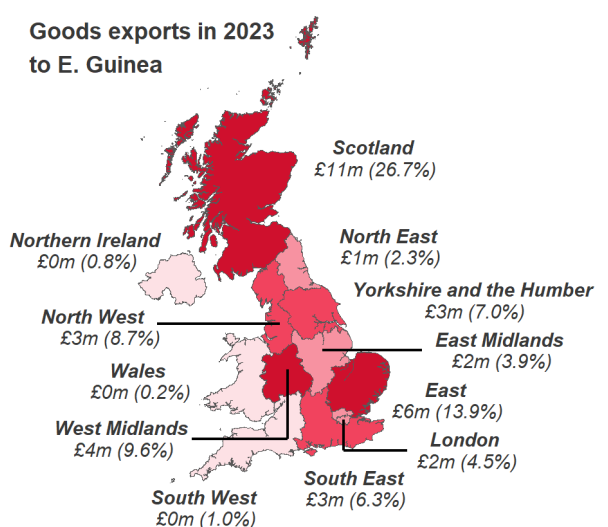 Goods exports in 2023
to E. Guinea
Scotland
£11m (26.7%)
Northern Ireland
£0m (0.8%)
North East
£1m (2.3%)
Yorkshire and the Humber
£3m (7.0%)
North West
£3m (8.7%)
East Midlands
£2m (3.9%)
Wales
£0m (0.2%)
East
£6m (13.9%)
West Midlands
£4m (9.6%)
London
£2m (4.5%)
South East
£3m (6.3%)
South West
£0m (1.0%)